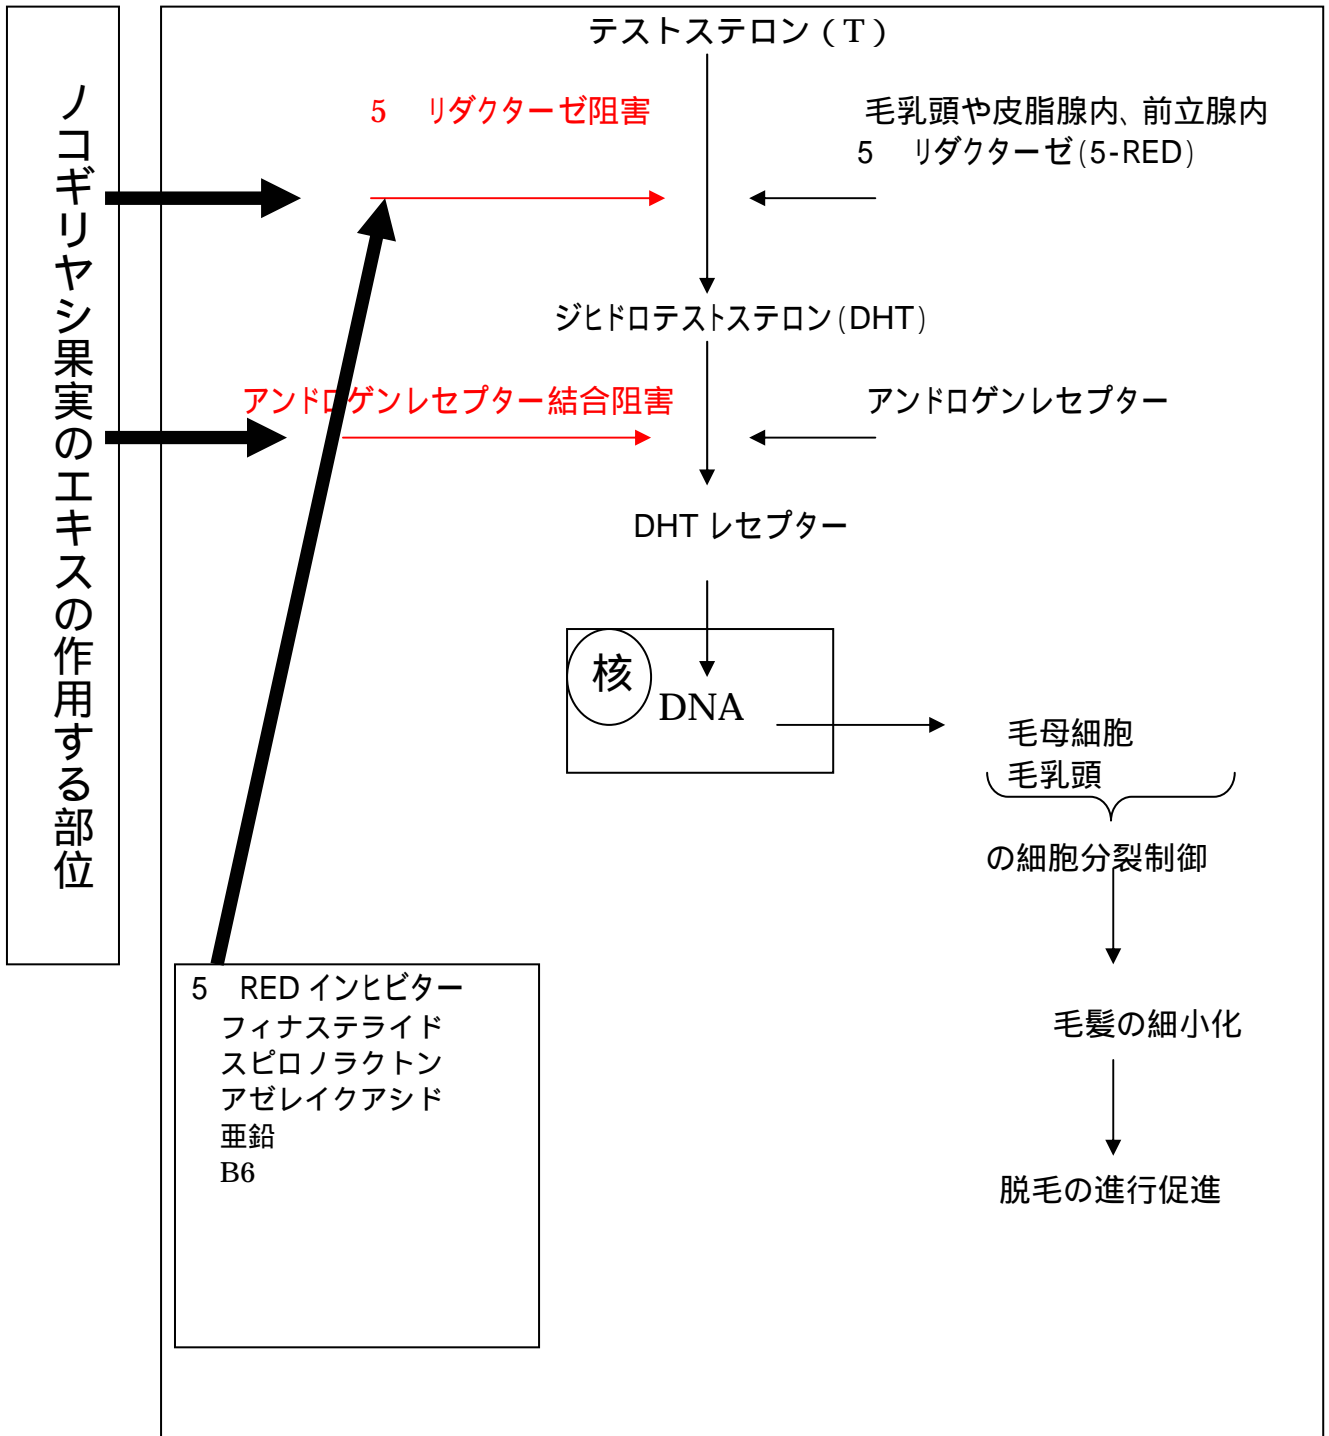 ノコギリヤシ果実のエキスの作用する部位
テストステロン(T)
5 リダクターゼ阻害
毛乳頭や皮脂腺内、前立腺内
5 リダクターゼ(5-RED)
ジヒドロテストステロン(DHT)
アンドロゲンレセプター結合阻害
アンドロゲンレセプター
DHT レセプター
核
DNA
毛母細胞
毛乳頭
の細胞分裂制御
毛髪の細小化
脱毛の進行促進
5 RED インヒビター
フィナステライド
スピロノラクトン
アゼレイクアシド
亜鉛
B6